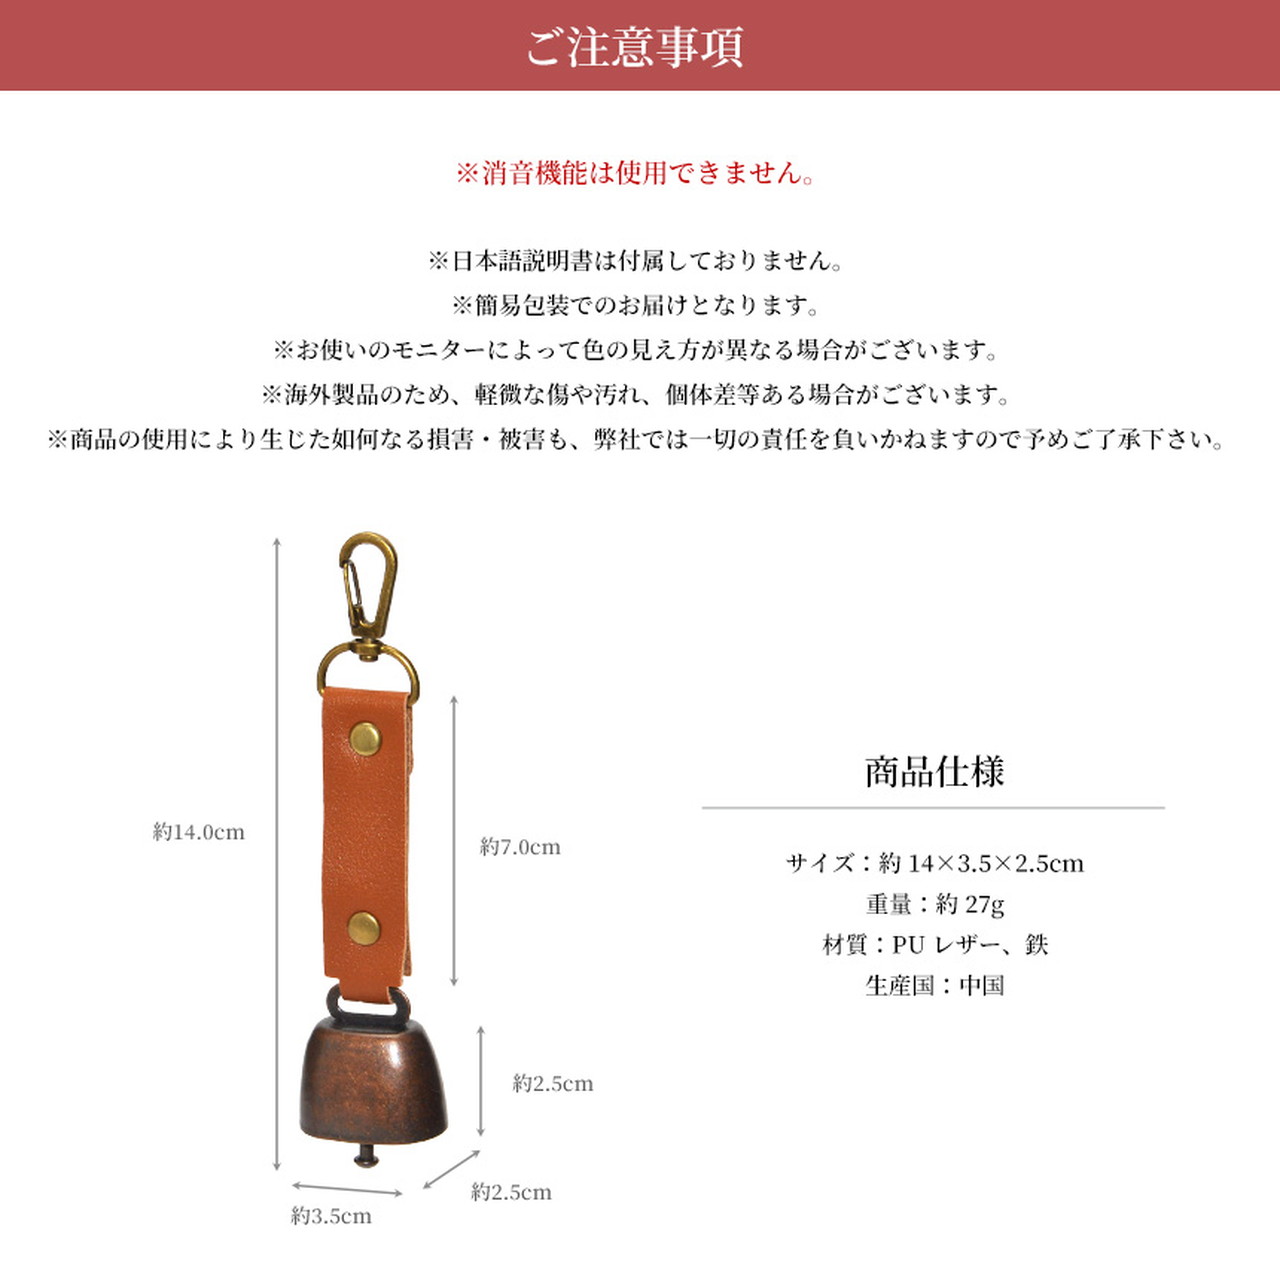 ご注意事項
※消音機能は使用できません。
※日本語説明書は付属しておりません。
※簡易包装でのお届けとなります。
※お使いのモニターによって色の見え方が異なる場合がございます。
※海外製品のため、軽微な傷や汚れ、個体差等ある場合がございます。
※商品の使用により生じた如何なる損害・被害も、弊社では一切の責任を負いかねますので予めご了承下さい。
約14.0cm
約7.0cm
約2.5cm
約2.5cm
約3.5cm
商品仕様
サイズ：約 14×3.5×2.5cm
重量：約 27g
材質：PU レザー、鉄
生産国：中国